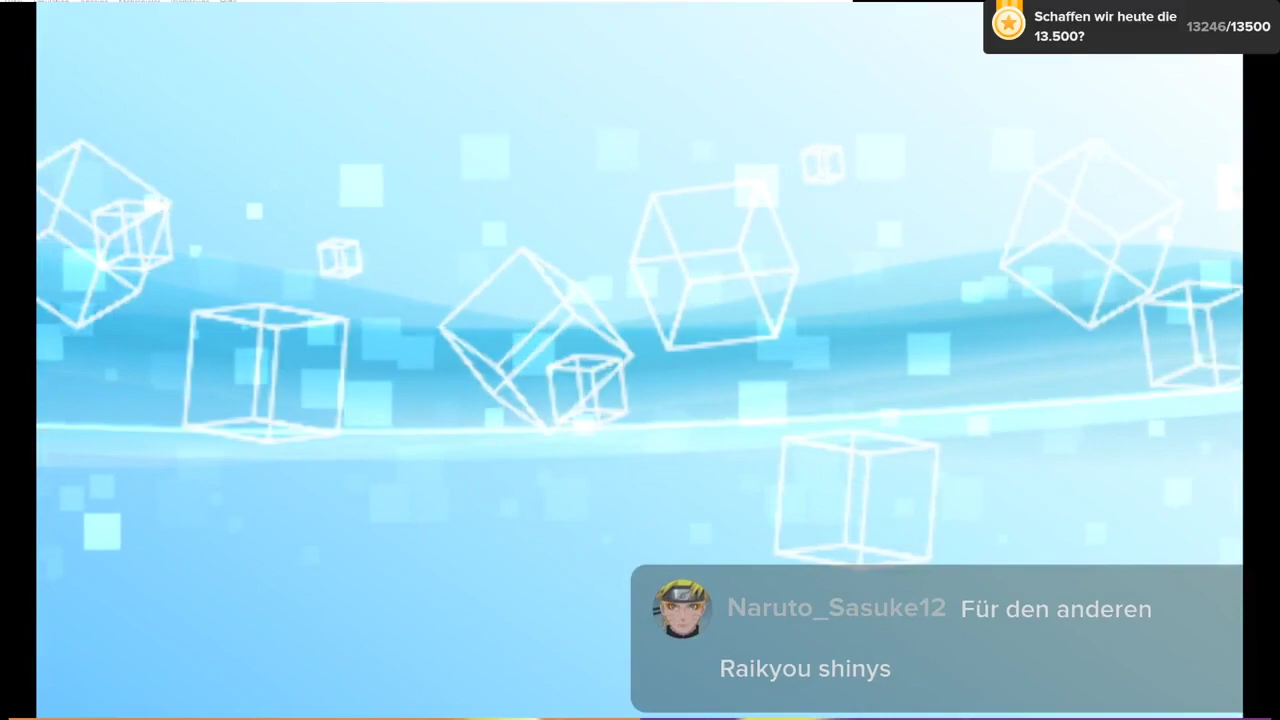 Schaffen wir heute die
13.500?
13246/13500
Naruto_Sasuke12 Für den anderen
Raikyou shinys